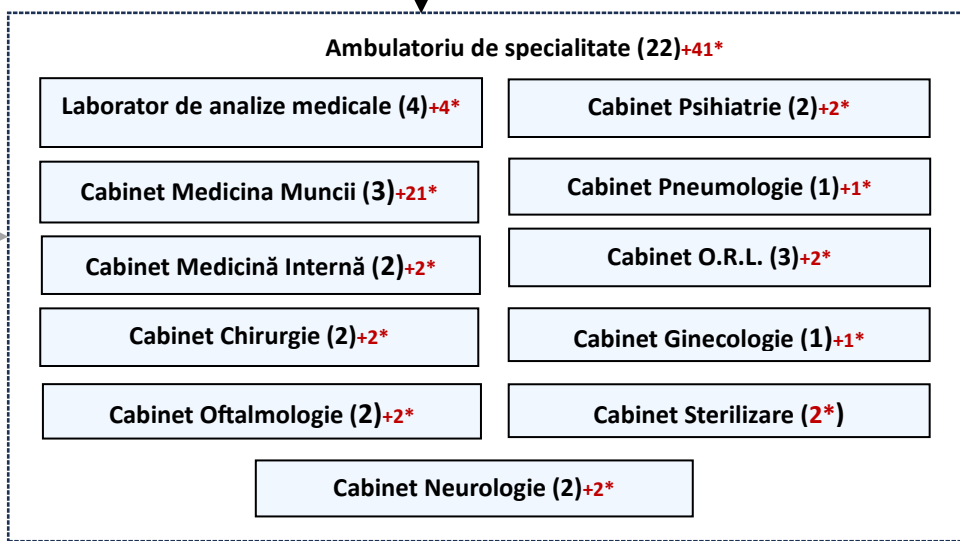 Ambulatoriu de specialitate (22)+41*
Laborator de analize medicale (4)+4*
Cabinet Psihiatrie (2)+2*
Cabinet Medicina Muncii (3)+21*
Cabinet Pneumologie (1)+1*
Cabinet Medicină Internă (2)+2*
Cabinet O.R.L. (3)+2*
Cabinet Chirurgie (2)+2*
Cabinet Ginecologie (1)+1*
Cabinet Oftalmologie (2)+2*
Cabinet Sterilizare (2*)
Cabinet Neurologie (2)+2*